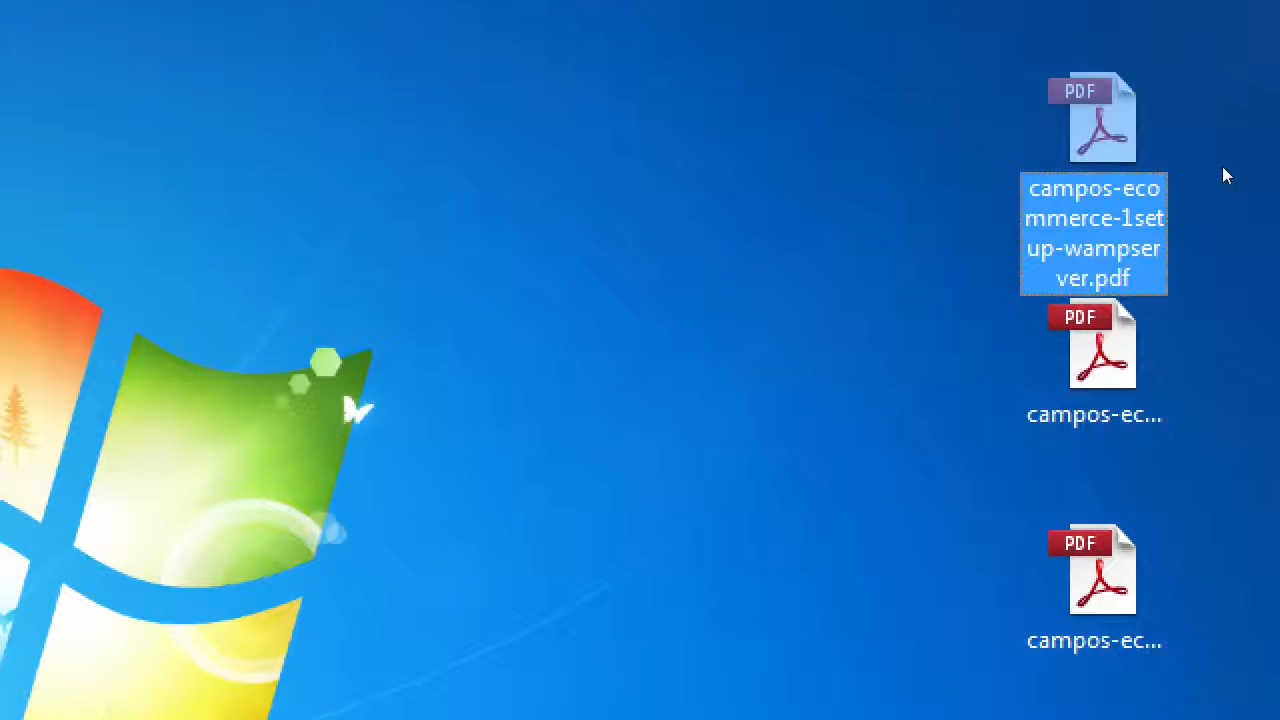 PDF
campos-eco
mmerce-1set
up-wampser
ver.pdf
PDF
campos-ec...
PDF
campos-ec...